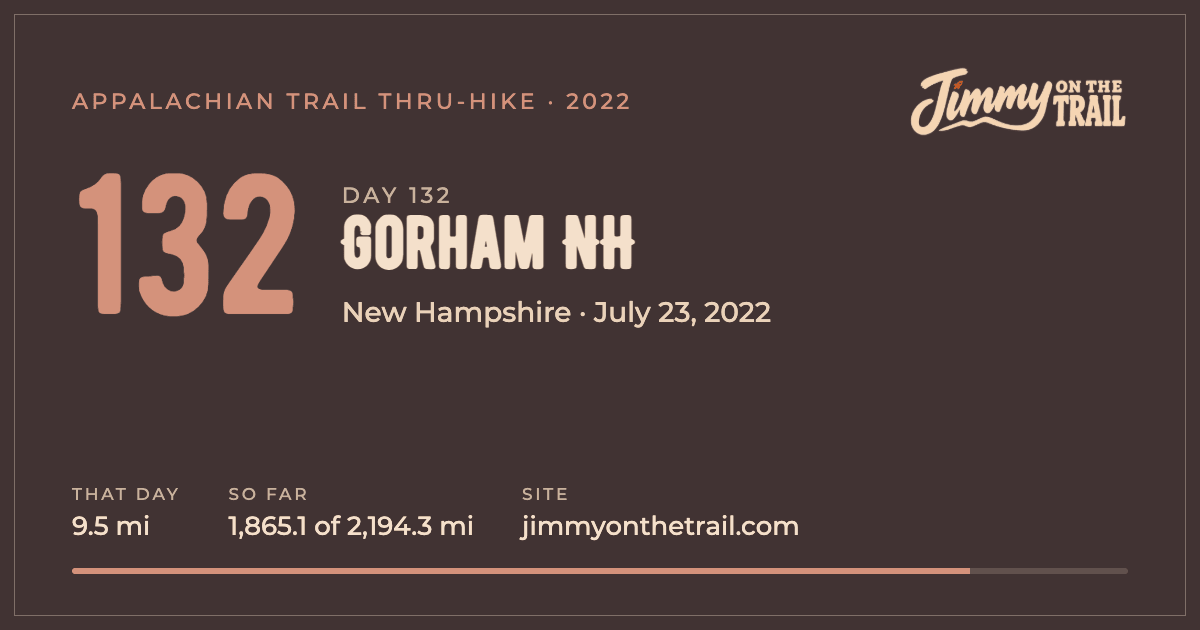 APPALACHIAN TRAIL THRU-HIKE · 2022
Jimmy ON THE TRAIL
132
DAY 132
GORHAM NH
New Hampshire · July 23, 2022
THAT DAY
9.5 mi
SO FAR
1,865.1 of 2,194.3 mi
SITE
jimmyonthetrail.com